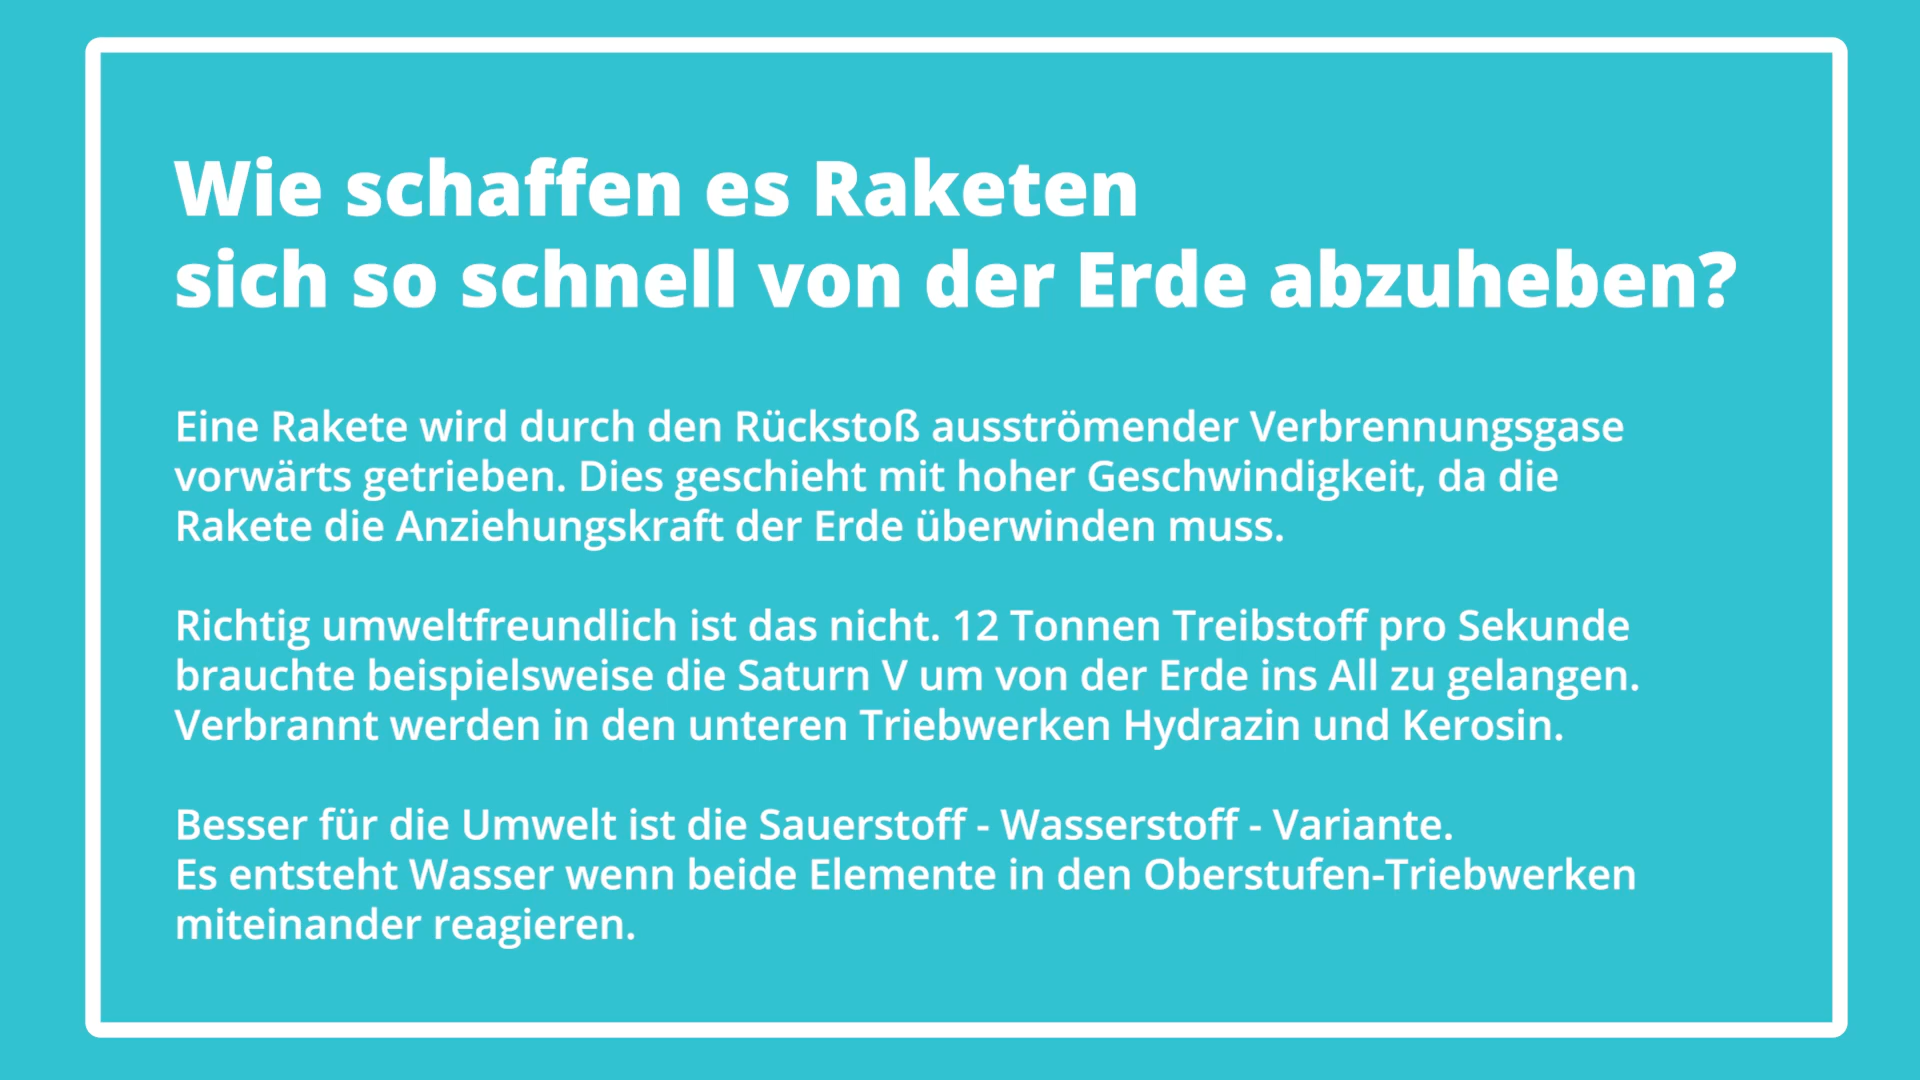 Wie schaffen es Raketen
sich so schnell von der Erde abzuheben?
Eine Rakete wird durch den Rückstoß ausströmender Verbrennungsgase
vorwärts getrieben. Dies geschieht mit hoher Geschwindigkeit, da die
Rakete die Anziehungskraft der Erde überwinden muss.
Richtig umweltfreundlich ist das nicht. 12 Tonnen Treibstoff pro Sekunde
brauchte beispielsweise die Saturn V um von der Erde ins All zu gelangen.
Verbrannt werden in den unteren Triebwerken Hydrazin und Kerosin.
Besser für die Umwelt ist die Sauerstoff - Wasserstoff - Variante.
Es entsteht Wasser wenn beide Elemente in den Oberstufen-Triebwerken
miteinander reagieren.